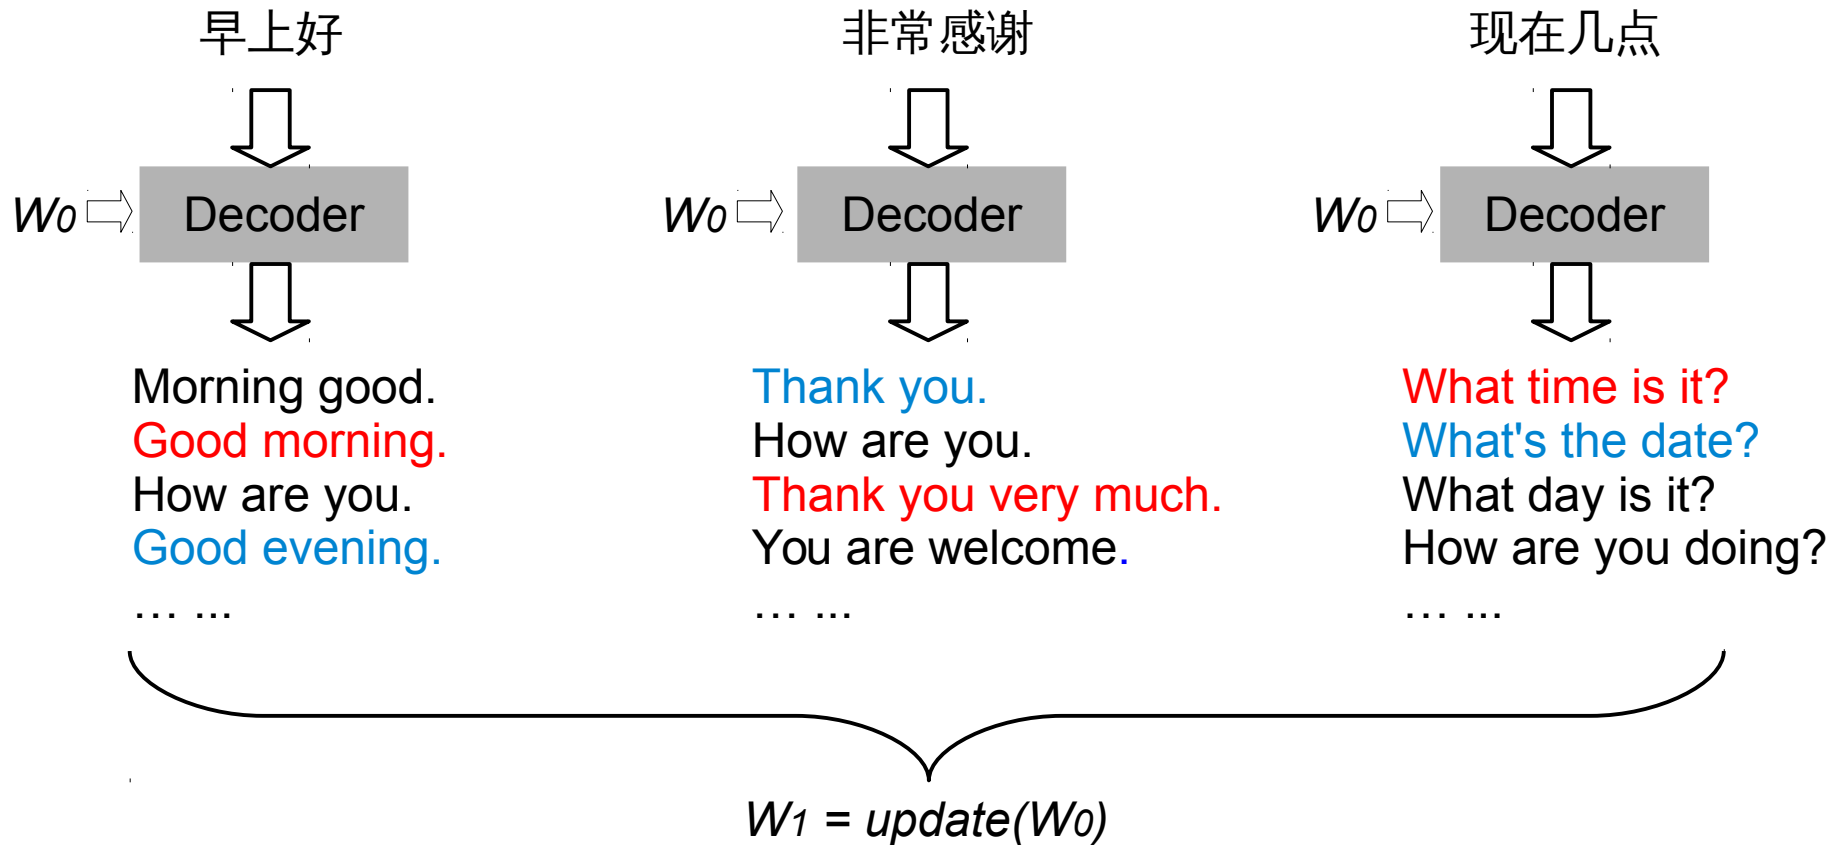 早上好
非常感谢
现在几点
W0
Decoder
W0
Decoder
W0
Decoder
Morning good.
Good morning.
How are you.
Good evening.
… ...
Thank you.
How are you.
Thank you very much.
You are welcome.
… ...
What time is it?
What's the date?
What day is it?
How are you doing?
… ...
W1 = update(W0)